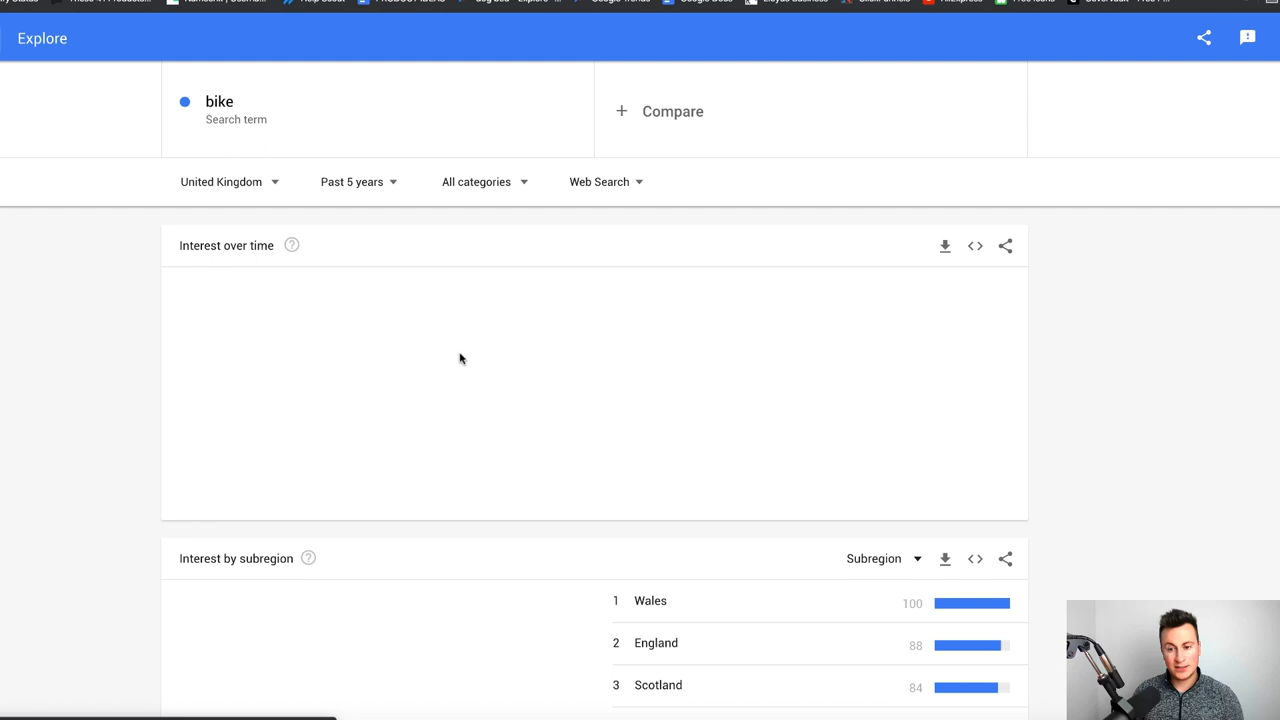 Explore
bike
Search term
+ Compare
United Kingdom
Past 5 years
All categories
Web Search
Interest over time ?
Interest by subregion ?
Subregion
1 Wales 100
2 England 88
3 Scotland 84